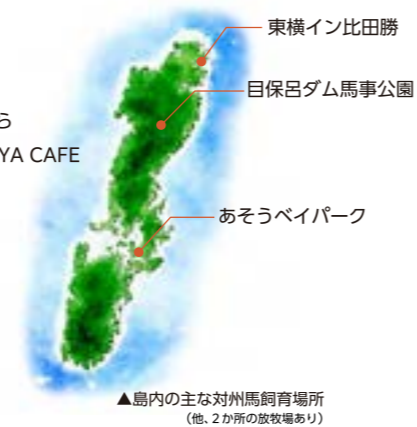 東横イン比田勝
目保呂ダム馬事公園
ら
YA CAFE
あそうベイパーク
▲島内の主な対州馬飼育場所
（他、2か所の放牧場あり）